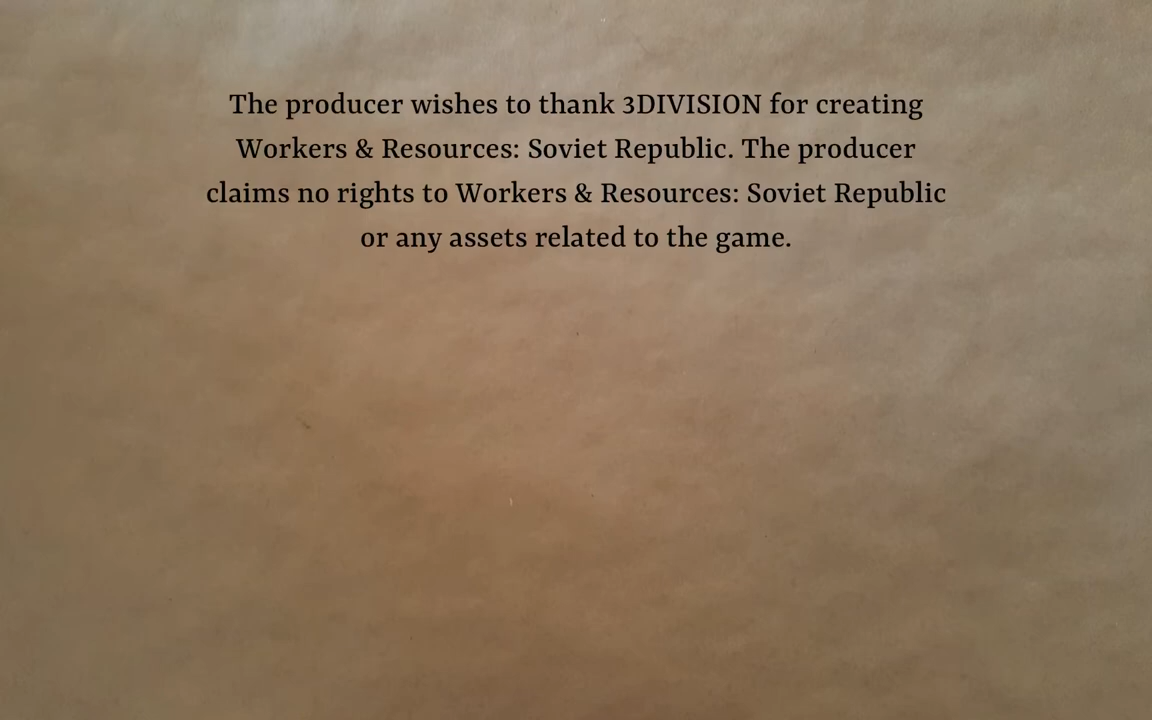 The producer wishes to thank 3DIVISION for creating
Workers & Resources: Soviet Republic. The producer
claims no rights to Workers & Resources: Soviet Republic
or any assets related to the game.